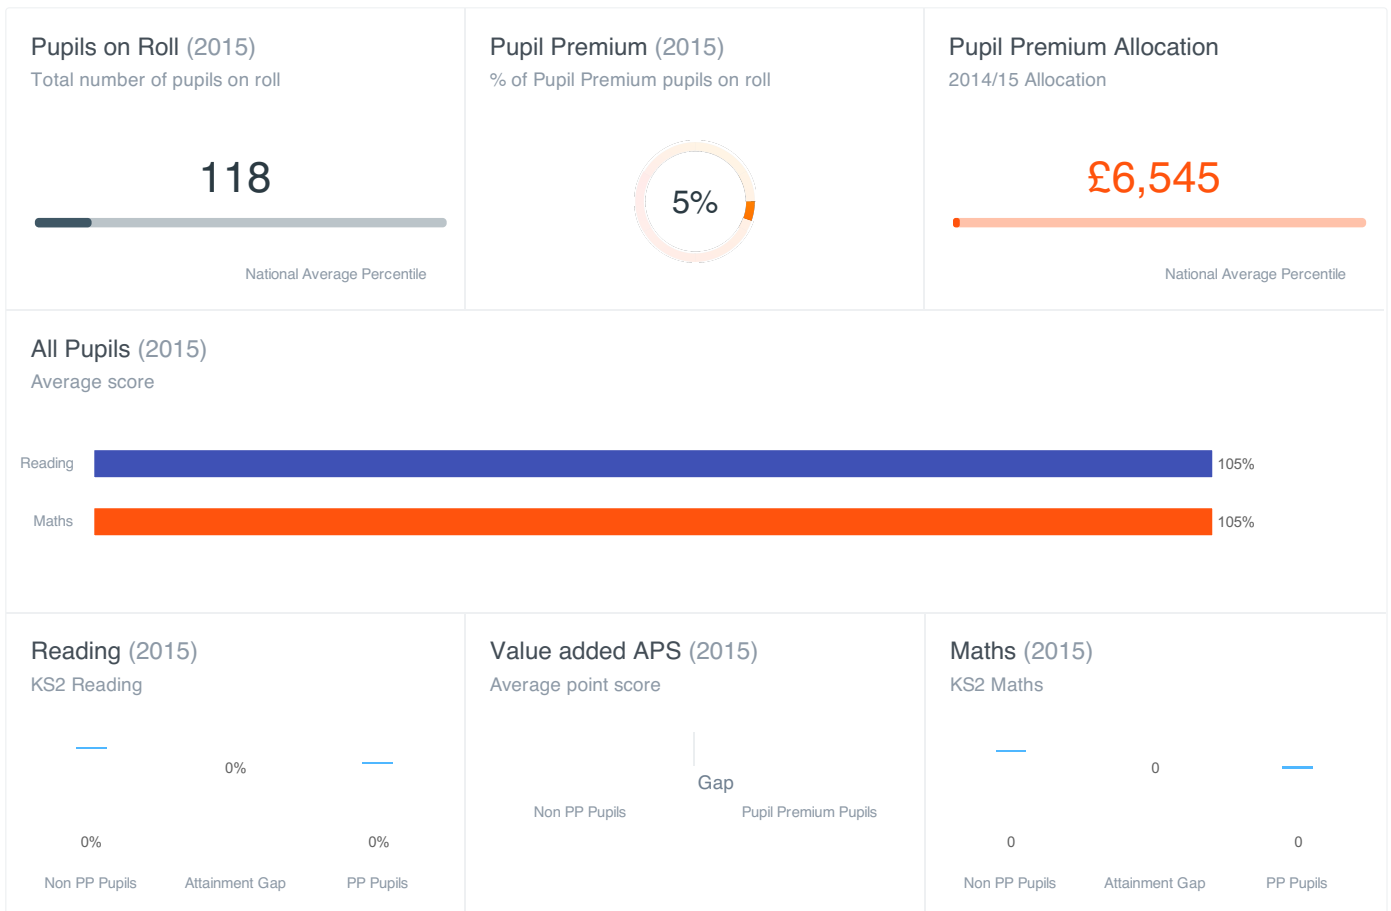 Pupils on Roll (2015)
Total number of pupils on roll
118
National Average Percentile
Pupil Premium (2015)
% of Pupil Premium pupils on roll
5%
Pupil Premium Allocation
2014/15 Allocation
£6,545
National Average Percentile
All Pupils (2015)
Average score
Reading 105%
Maths 105%
Reading (2015)
KS2 Reading
0%
0% 0%
Non PP Pupils Attainment Gap PP Pupils
Value added APS (2015)
Average point score
Gap
Non PP Pupils Pupil Premium Pupils
Maths (2015)
KS2 Maths
0
0 0
Non PP Pupils Attainment Gap PP Pupils